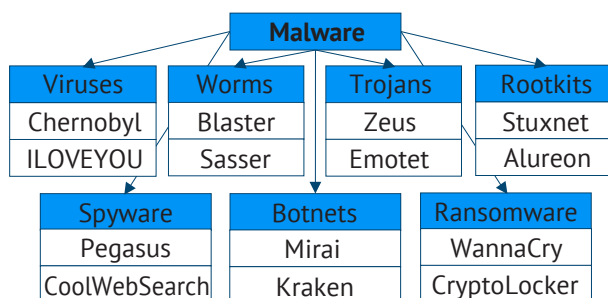 Malware
Viruses
Chernobyl
ILOVEYOU
Worms
Blaster
Sasser
Trojans
Zeus
Emotet
Rootkits
Stuxnet
Alureon
Spyware
Pegasus
CoolWebSearch
Botnets
Mirai
Kraken
Ransomware
WannaCry
CryptoLocker